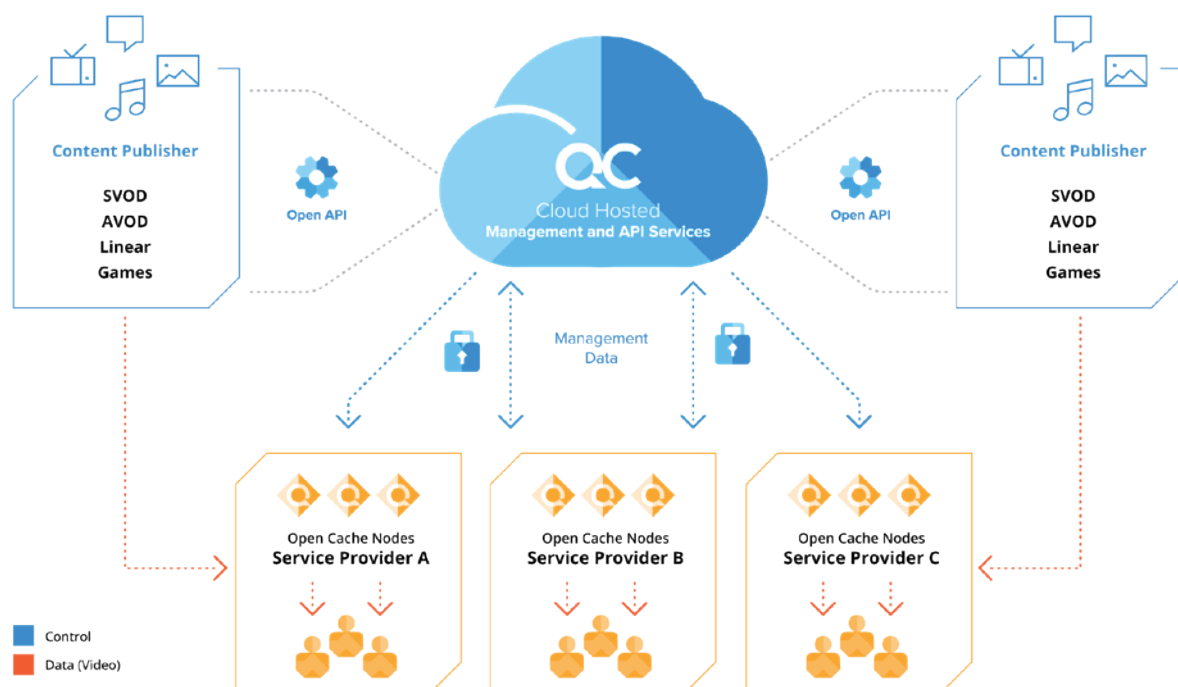 Content Publisher
SVOD
AVOD
Linear
Games
Open API
QC
Cloud Hosted
Management and API Services
Open API
Content Publisher
SVOD
AVOD
Linear
Games
Management
Data
Open Cache Nodes
Service Provider A
Open Cache Nodes
Service Provider B
Open Cache Nodes
Service Provider C
Control
Data (Video)